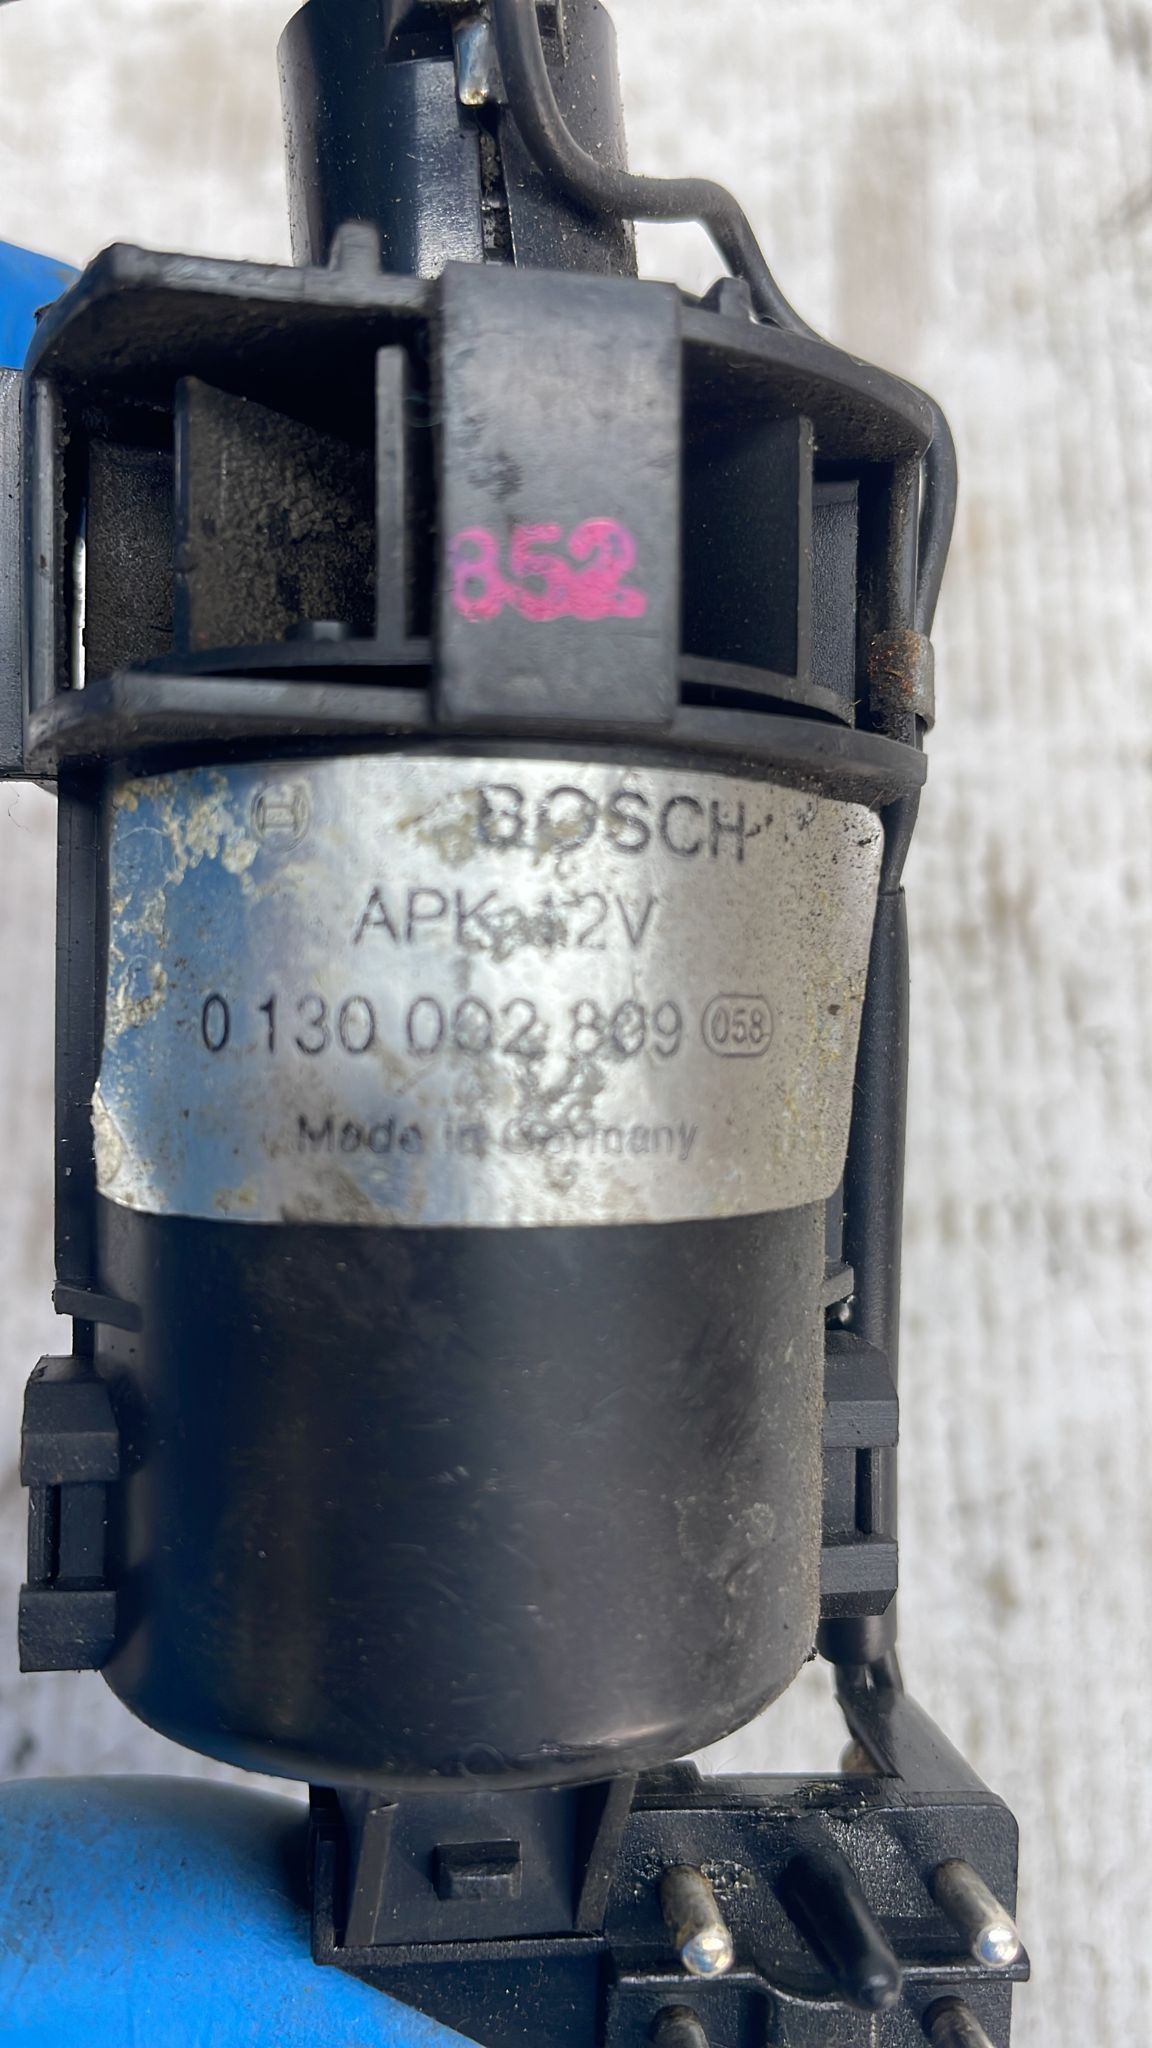 852
BOSCH
APK 12V
0 130 002 809 058
Made in Germany